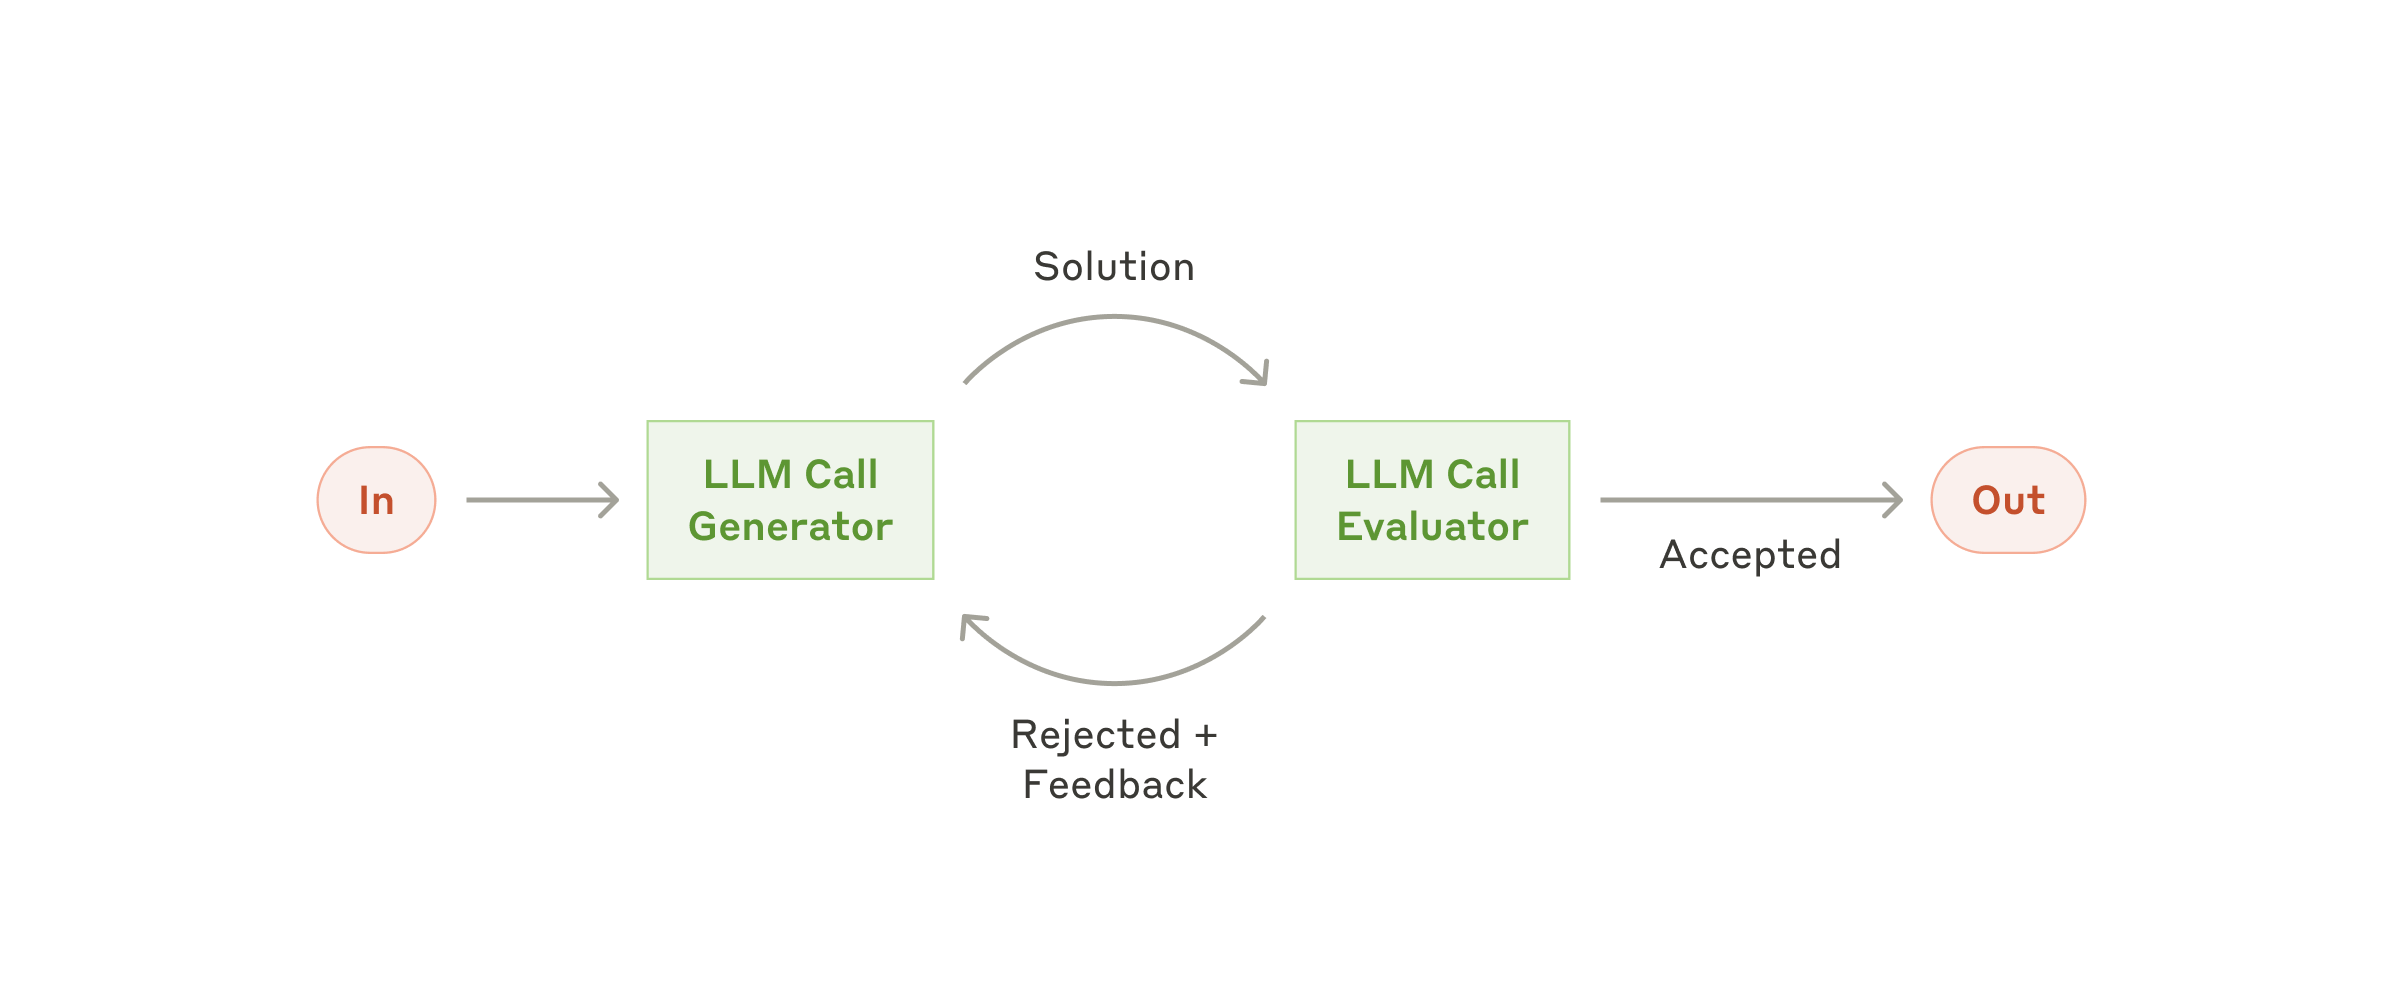 Solution
In
LLM Call
Generator
LLM Call
Evaluator
Accepted
Out
Rejected +
Feedback